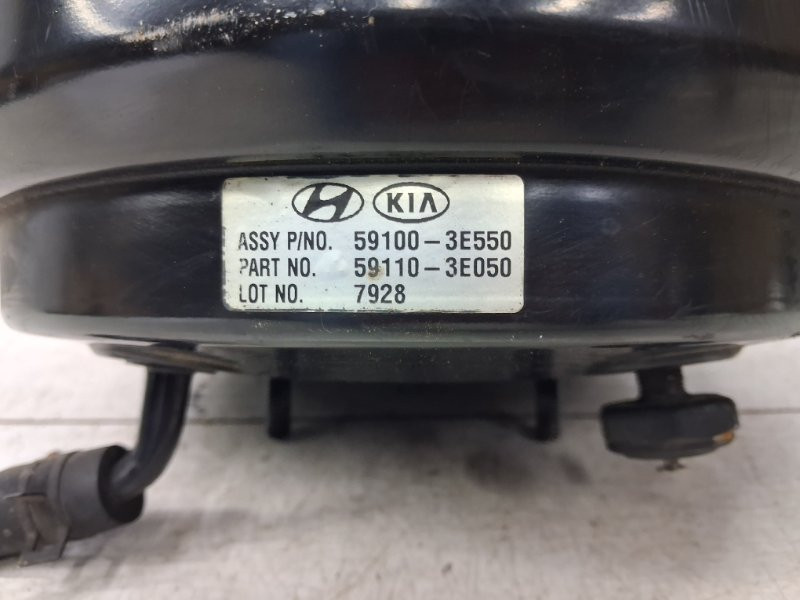 KIA
ASSY P/NO. 59100-3E550
PART NO. 59110-3E050
LOT NO. 7928